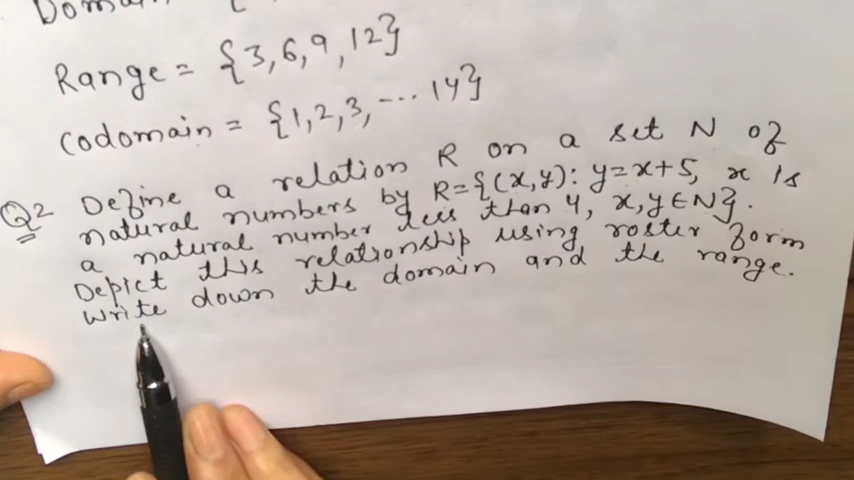 Domain {
Range = {3,6,9,12}
Codomain = {1,2,3, ... 14}
Q2 Define a relation R on a set N of
natural numbers by R={(x,y): y=x+5, x is
a natural number less than 4, x,y∈N}.
Depict this relationship using roster form
write down the domain and the range.